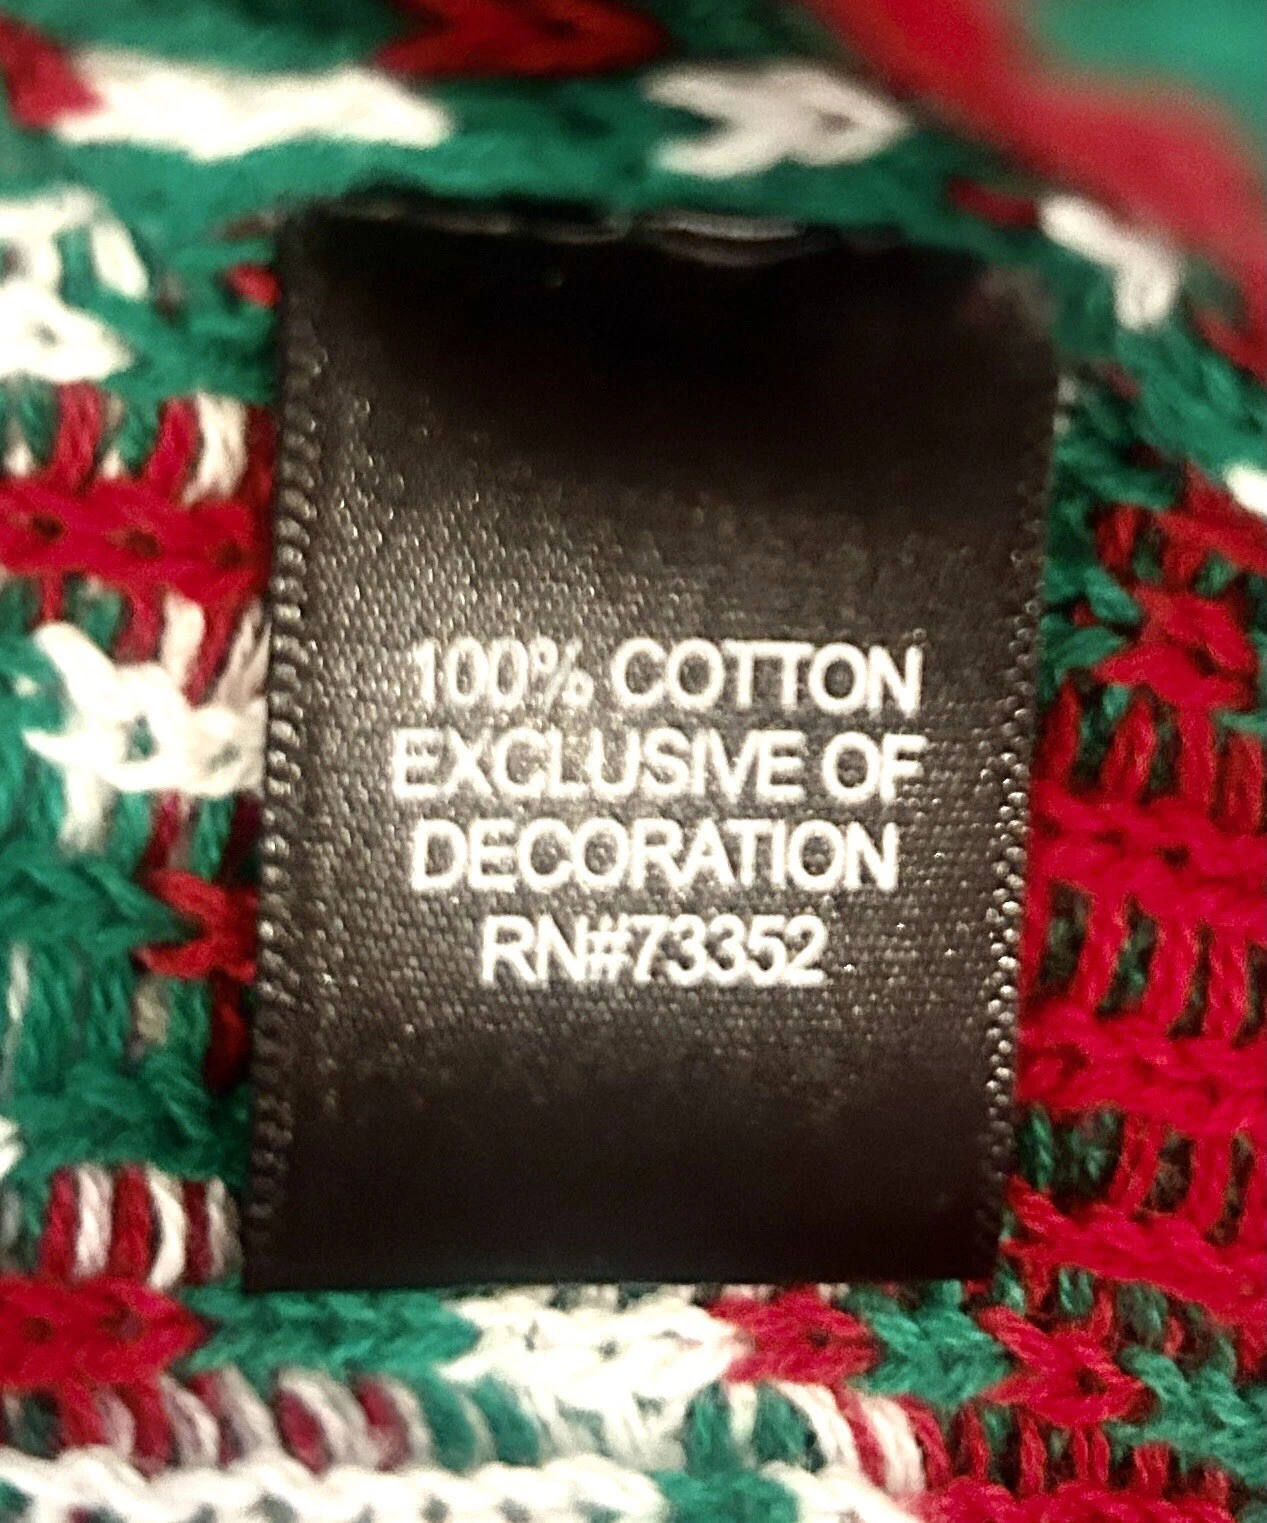 100% COTTON
EXCLUSIVE OF
DECORATION
RN#73352